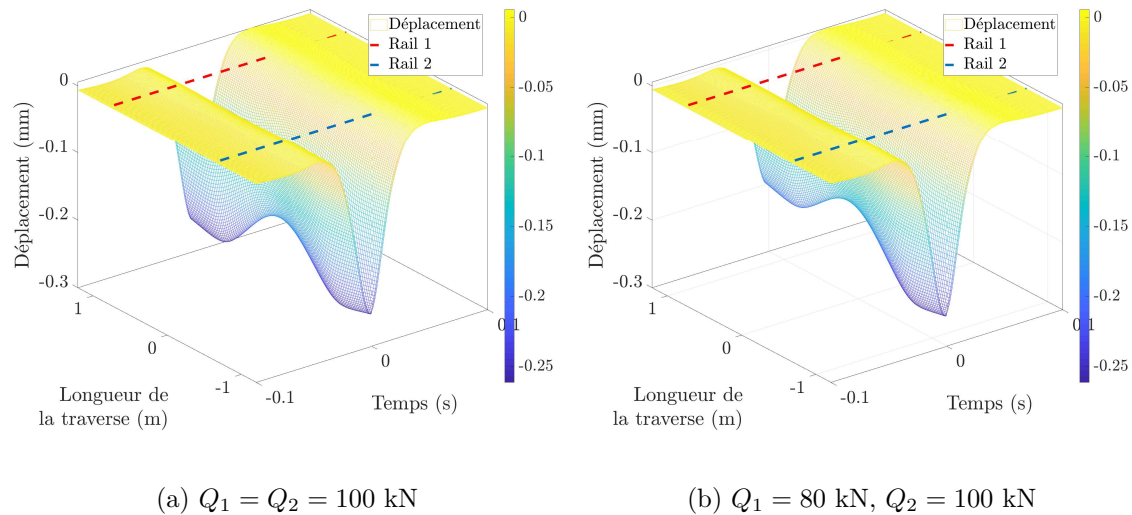 Déplacement
Rail 1
Rail 2
0
-0.1
-0.2
-0.3
Déplacement (mm)
1
0
-1
Longueur de
la traverse (m)
-0.1
0
0.1
Temps (s)
0
-0.05
-0.1
-0.15
-0.2
-0.25
(a) Q₁ = Q₂ = 100 kN
Déplacement
Rail 1
Rail 2
0
-0.1
-0.2
-0.3
Déplacement (mm)
1
0
-1
Longueur de
la traverse (m)
-0.1
0
0.1
Temps (s)
0
-0.05
-0.1
-0.15
-0.2
-0.25
(b) Q₁ = 80 kN, Q₂ = 100 kN